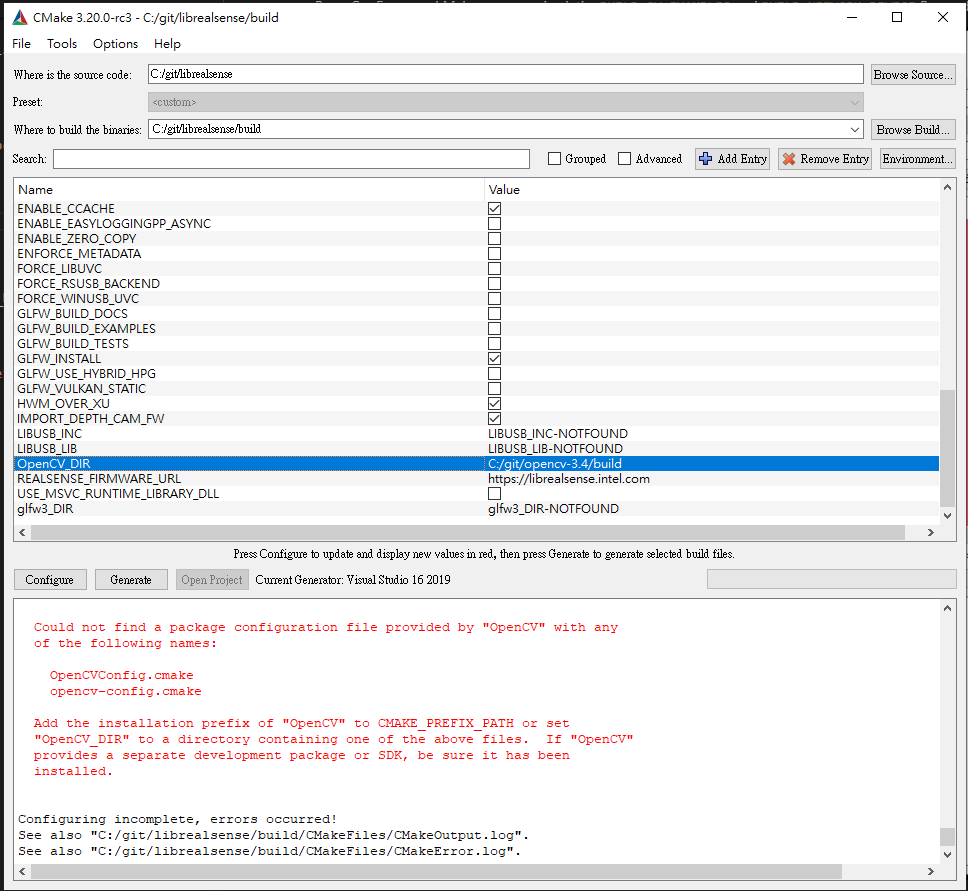 CMake 3.20.0-rc3 - C:/git/librealsense/build
File Tools Options Help
Where is the source code: C:/git/librealsense Browse Source...
Preset: <custom>
Where to build the binaries: C:/git/librealsense/build Browse Build...
Search: Grouped Advanced Add Entry Remove Entry Environment...
Name Value
ENABLE_CCACHE
ENABLE_EASYLOGGINGPP_ASYNC
ENABLE_ZERO_COPY
ENFORCE_METADATA
FORCE_LIBUVC
FORCE_RSUSB_BACKEND
FORCE_WINUSB_UVC
GLFW_BUILD_DOCS
GLFW_BUILD_EXAMPLES
GLFW_BUILD_TESTS
GLFW_INSTALL
GLFW_USE_HYBRID_HPG
GLFW_VULKAN_STATIC
HWM_OVER_XU
IMPORT_DEPTH_CAM_FW
LIBUSB_INC LIBUSB_INC-NOTFOUND
LIBUSB_LIB LIBUSB_LIB-NOTFOUND
OpenCV_DIR C:/git/opencv-3.4/build
REALSENSE_FIRMWARE_URL https://librealsense.intel.com
USE_MSVC_RUNTIME_LIBRARY_DLL
glfw3_DIR glfw3_DIR-NOTFOUND
Press Configure to update and display new values in red, then press Generate to generate selected build files.
Configure Generate Open Project Current Generator: Visual Studio 16 2019
Could not find a package configuration file provided by "OpenCV" with any
of the following names:
OpenCVConfig.cmake
opencv-config.cmake
Add the installation prefix of "OpenCV" to CMAKE_PREFIX_PATH or set
"OpenCV_DIR" to a directory containing one of the above files. If "OpenCV"
provides a separate development package or SDK, be sure it has been
installed.
Configuring incomplete, errors occurred!
See also "C:/git/librealsense/build/CMakeFiles/CMakeOutput.log".
See also "C:/git/librealsense/build/CMakeFiles/CMakeError.log".